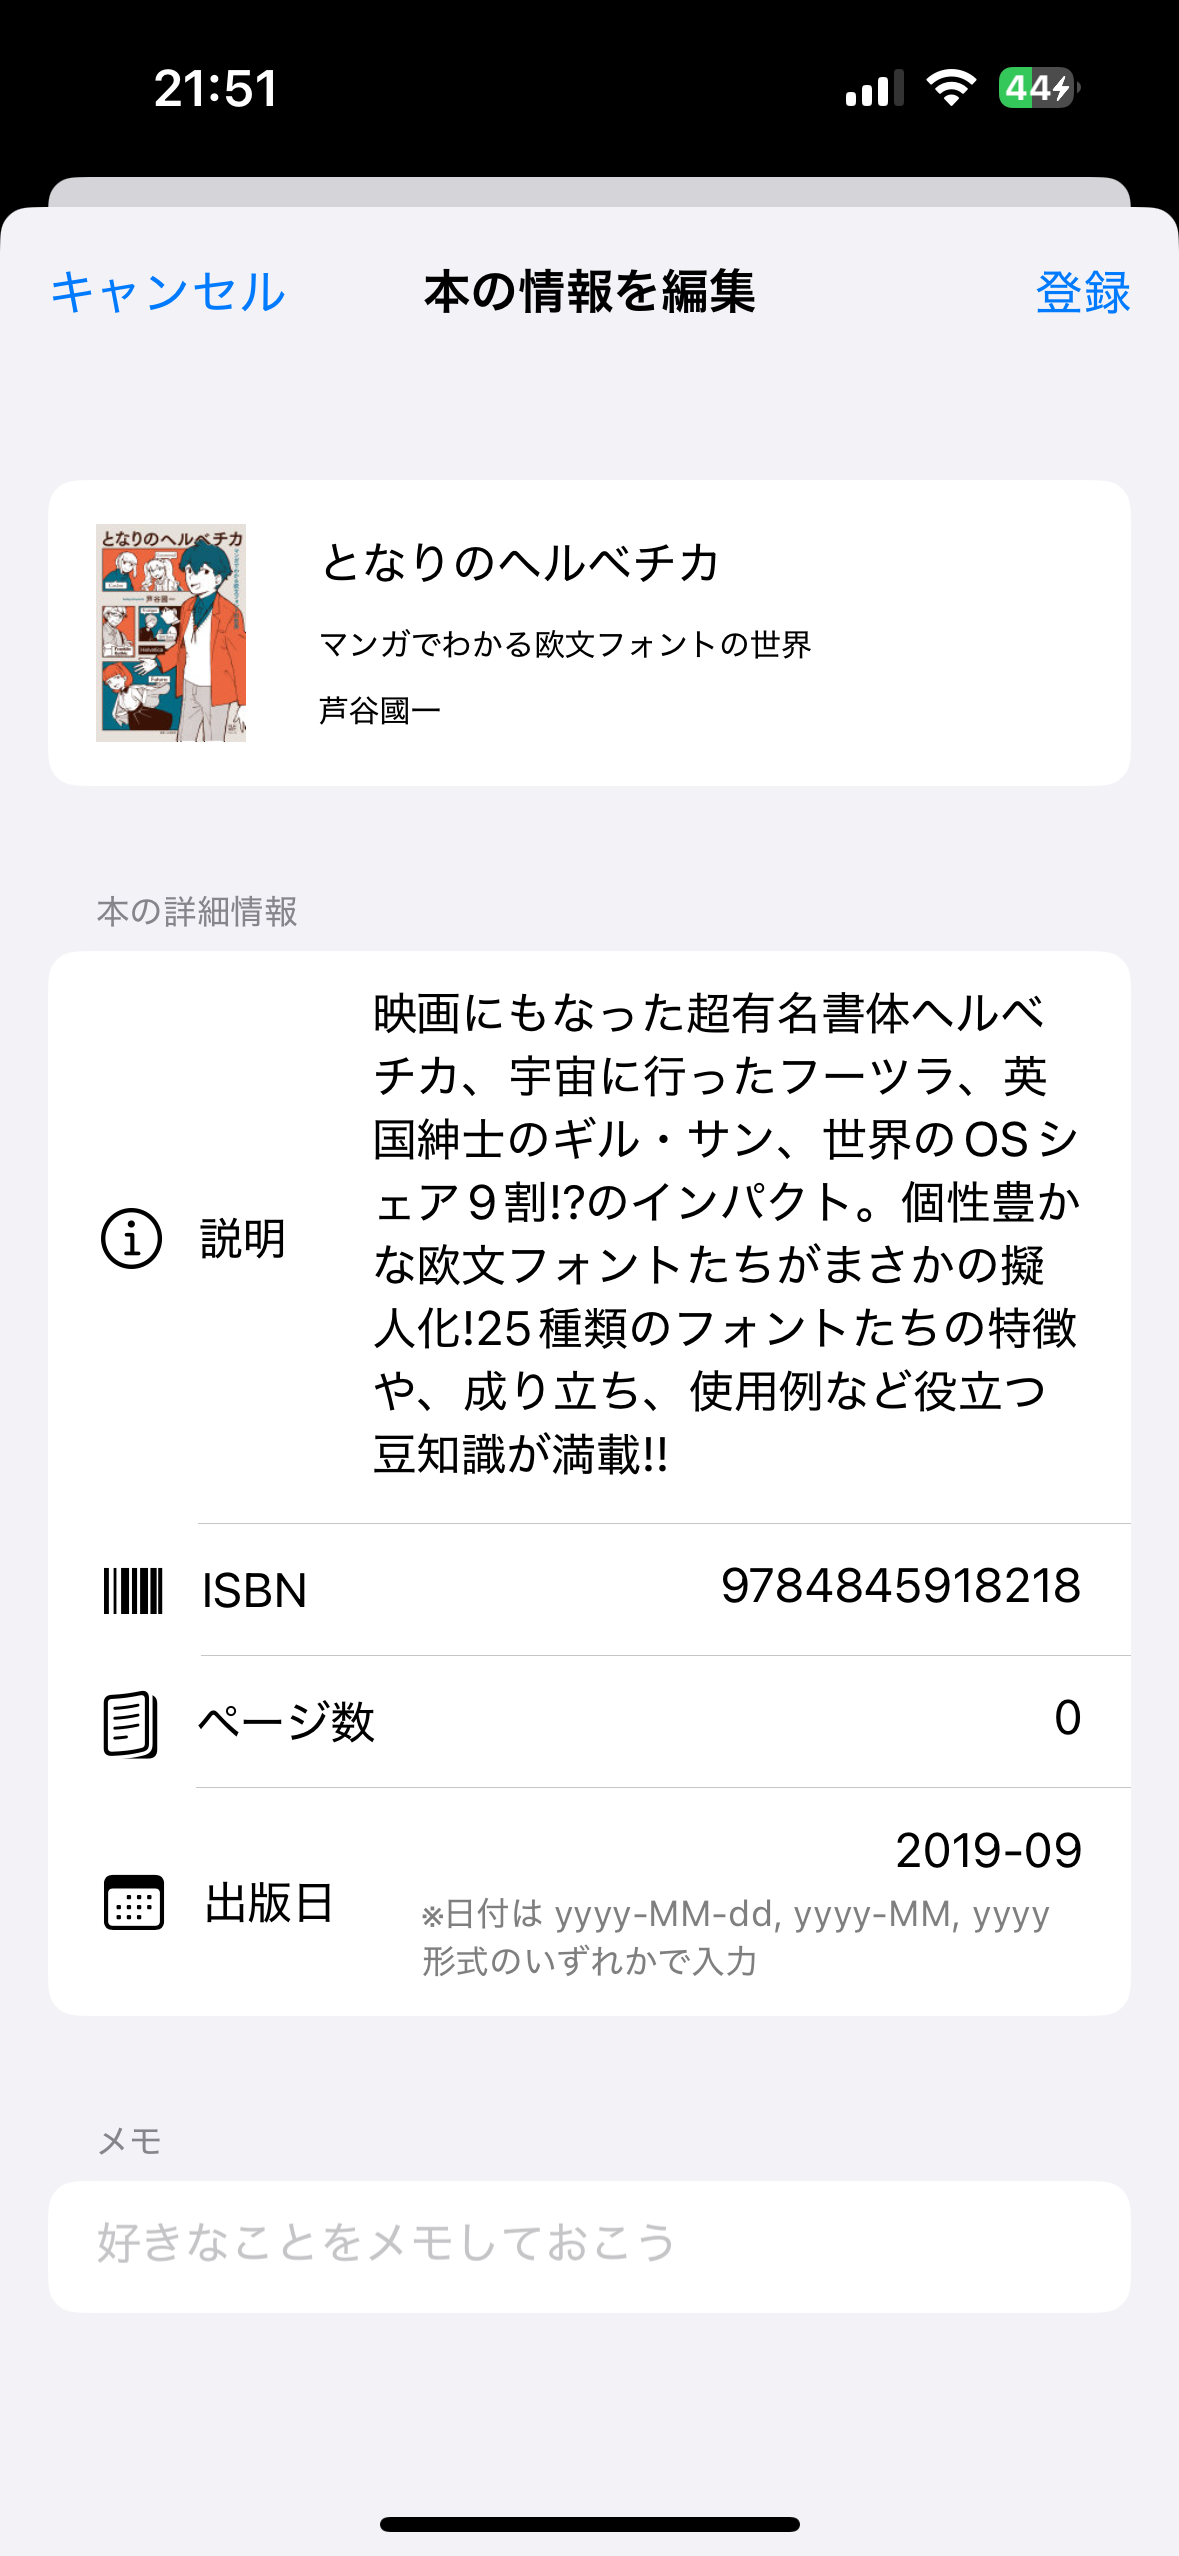 21:51
44
キャンセル 本の情報を編集 登録
となりのヘルベチカ
芦谷國一
Helvetica
Futura
となりのヘルベチカ
マンガでわかる欧文フォントの世界
芦谷國一
本の詳細情報
説明
映画にもなった超有名書体ヘルベ
チカ、宇宙に行ったフーツラ、英
国紳士のギル・サン、世界のOSシ
ェア9割!?のインパクト。個性豊か
な欧文フォントたちがまさかの擬
人化!25種類のフォントたちの特徴
や、成り立ち、使用例など役立つ
豆知識が満載!!
ISBN 9784845918218
ページ数 0
出版日 2019-09
※日付は yyyy-MM-dd, yyyy-MM, yyyy
形式のいずれかで入力
メモ
好きなことをメモしておこう